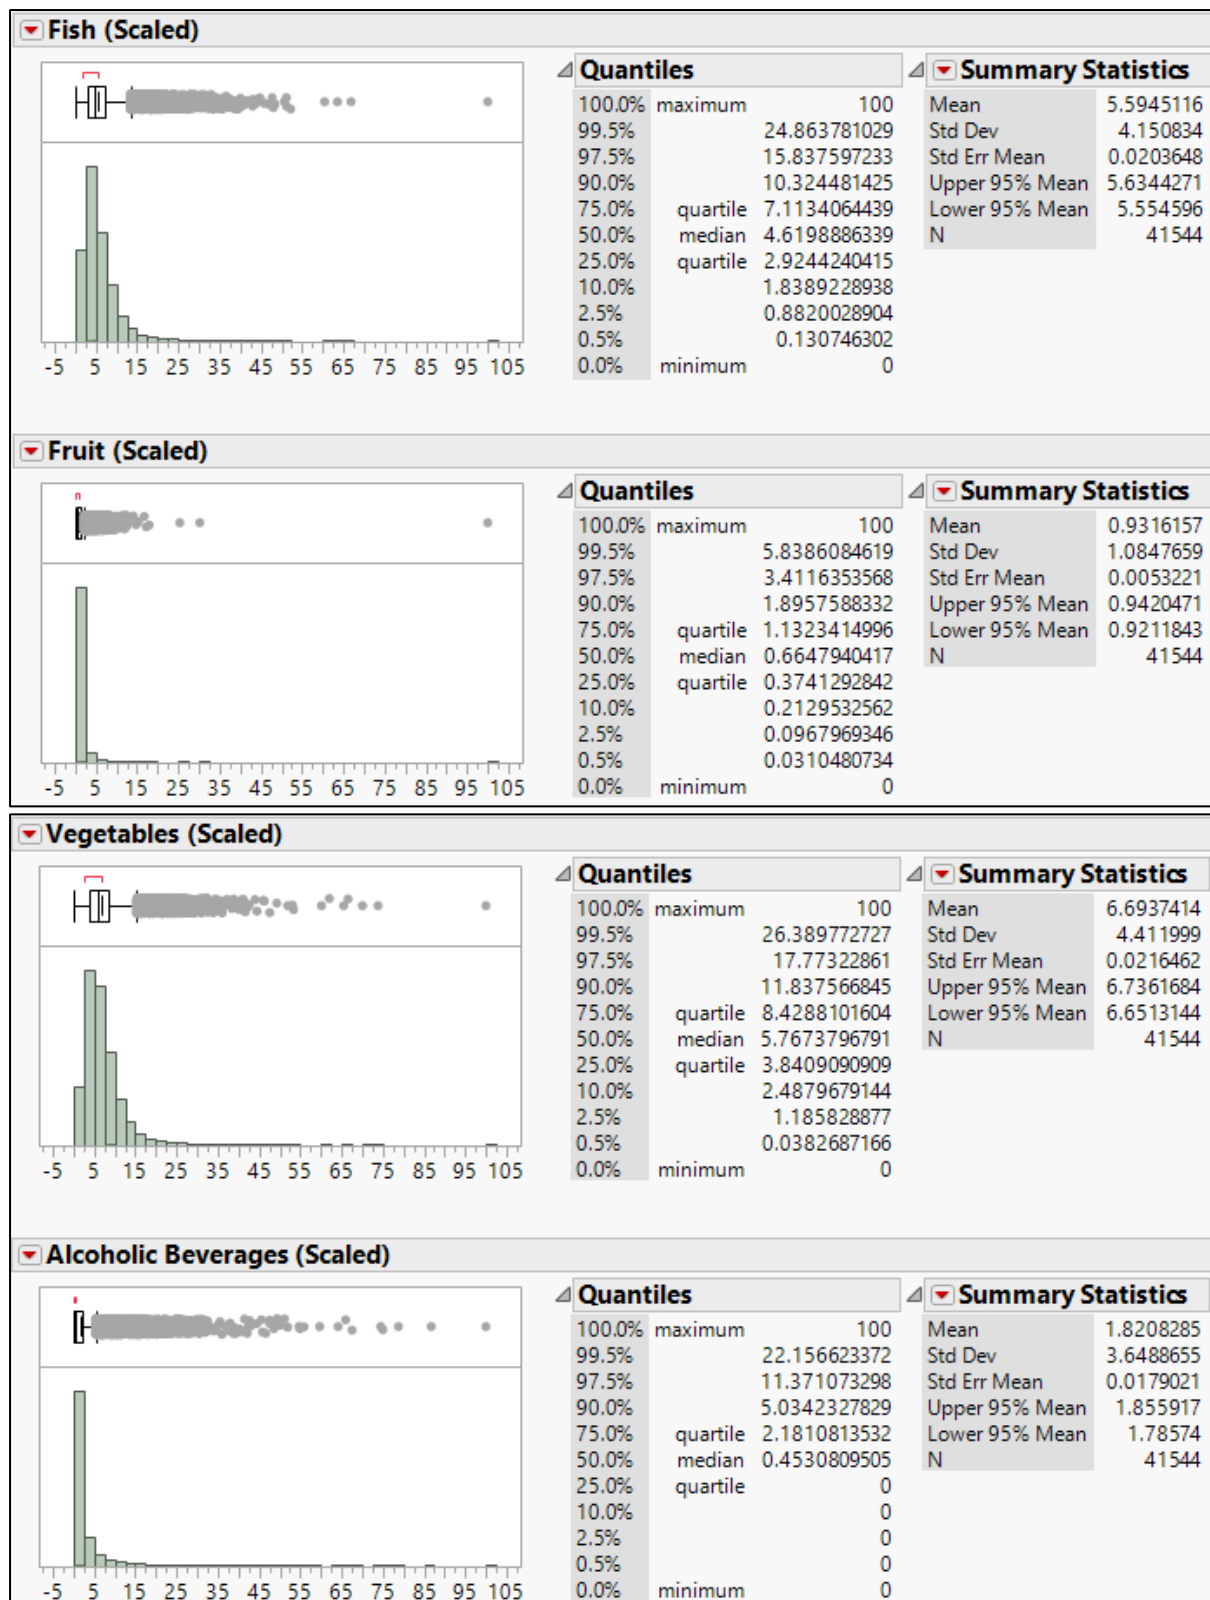 Fish (Scaled)
Quantiles
100.0% maximum 100
99.5% 24.863781029
97.5% 15.837597233
90.0% 10.324481425
75.0% quartile 7.1134064439
50.0% median 4.6198886339
25.0% quartile 2.9244240415
10.0% 1.8389228938
2.5% 0.8820028904
0.5% 0.130746302
0.0% minimum 0
Summary Statistics
Mean 5.5945116
Std Dev 4.150834
Std Err Mean 0.0203648
Upper 95% Mean 5.6344271
Lower 95% Mean 5.554596
N 41544
-5 5 15 25 35 45 55 65 75 85 95 105
Fruit (Scaled)
Quantiles
100.0% maximum 100
99.5% 5.8386084619
97.5% 3.4116353568
90.0% 1.8957588332
75.0% quartile 1.1323414996
50.0% median 0.6647940417
25.0% quartile 0.3741292842
10.0% 0.2129532562
2.5% 0.0967969346
0.5% 0.0310480734
0.0% minimum 0
Summary Statistics
Mean 0.9316157
Std Dev 1.0847659
Std Err Mean 0.0053221
Upper 95% Mean 0.9420471
Lower 95% Mean 0.9211843
N 41544
-5 5 15 25 35 45 55 65 75 85 95 105
Vegetables (Scaled)
Quantiles
100.0% maximum 100
99.5% 26.389772727
97.5% 17.77322861
90.0% 11.837566845
75.0% quartile 8.4288101604
50.0% median 5.7673796791
25.0% quartile 3.8409090909
10.0% 2.4879679144
2.5% 1.185828877
0.5% 0.0382687166
0.0% minimum 0
Summary Statistics
Mean 6.6937414
Std Dev 4.411999
Std Err Mean 0.0216462
Upper 95% Mean 6.7361684
Lower 95% Mean 6.6513144
N 41544
-5 5 15 25 35 45 55 65 75 85 95 105
Alcoholic Beverages (Scaled)
Quantiles
100.0% maximum 100
99.5% 22.156623372
97.5% 11.371073298
90.0% 5.0342327829
75.0% quartile 2.1810813532
50.0% median 0.4530809505
25.0% quartile 0
10.0% 0
2.5% 0
0.5% 0
0.0% minimum 0
Summary Statistics
Mean 1.8208285
Std Dev 3.6488655
Std Err Mean 0.0179021
Upper 95% Mean 1.855917
Lower 95% Mean 1.78574
N 41544
-5 5 15 25 35 45 55 65 75 85 95 105